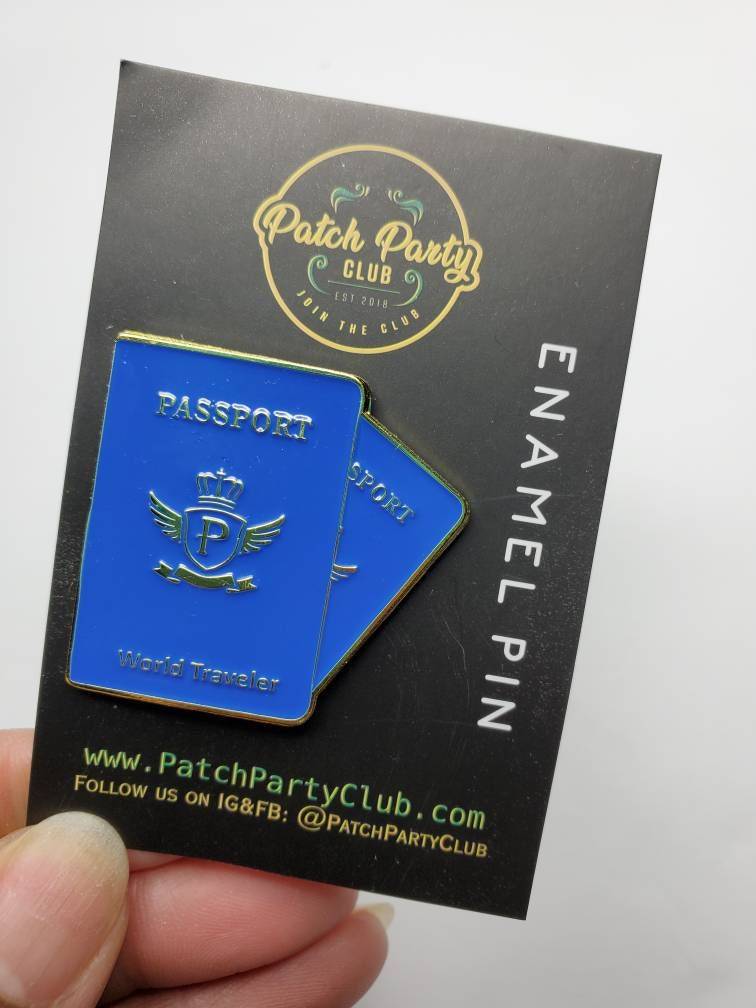 Patch Party
CLUB
EST 2018
JOIN THE CLUB
ENAMEL PIN
PASSPORT
P
World Traveler
SPORT
www.PatchPartyClub.com
FOLLOW US ON IG&FB: @PATCHPARTYCLUB